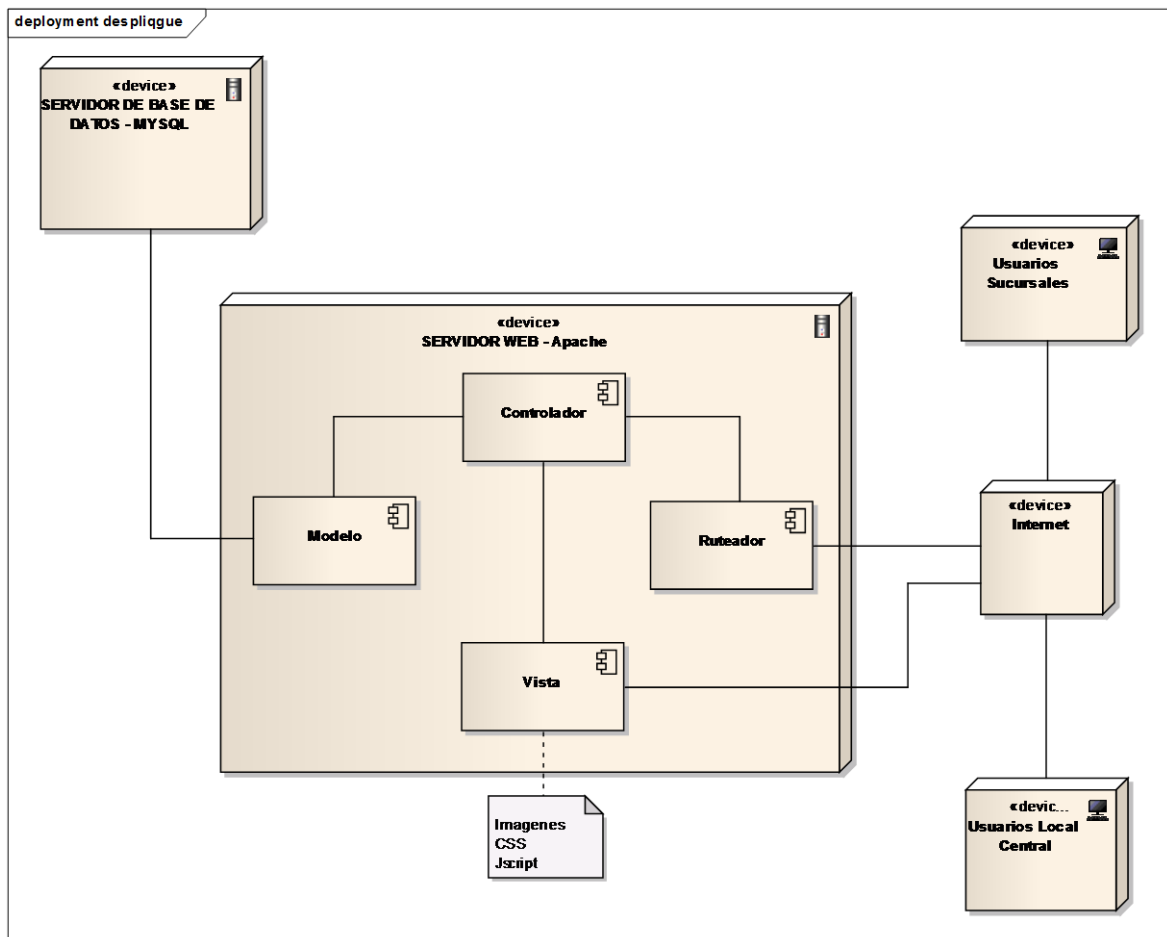 deployment despliqgue
«device»
SERVIDOR DE BASE DE
DATOS - MYSQL
«device»
Usuarios
Sucursales
«device»
SERVIDOR WEB - Apache
Controlador
Modelo
Ruteador
«device»
Internet
Vista
Imagenes
CSS
Jscript
«devic...
Usuarios Local
Central